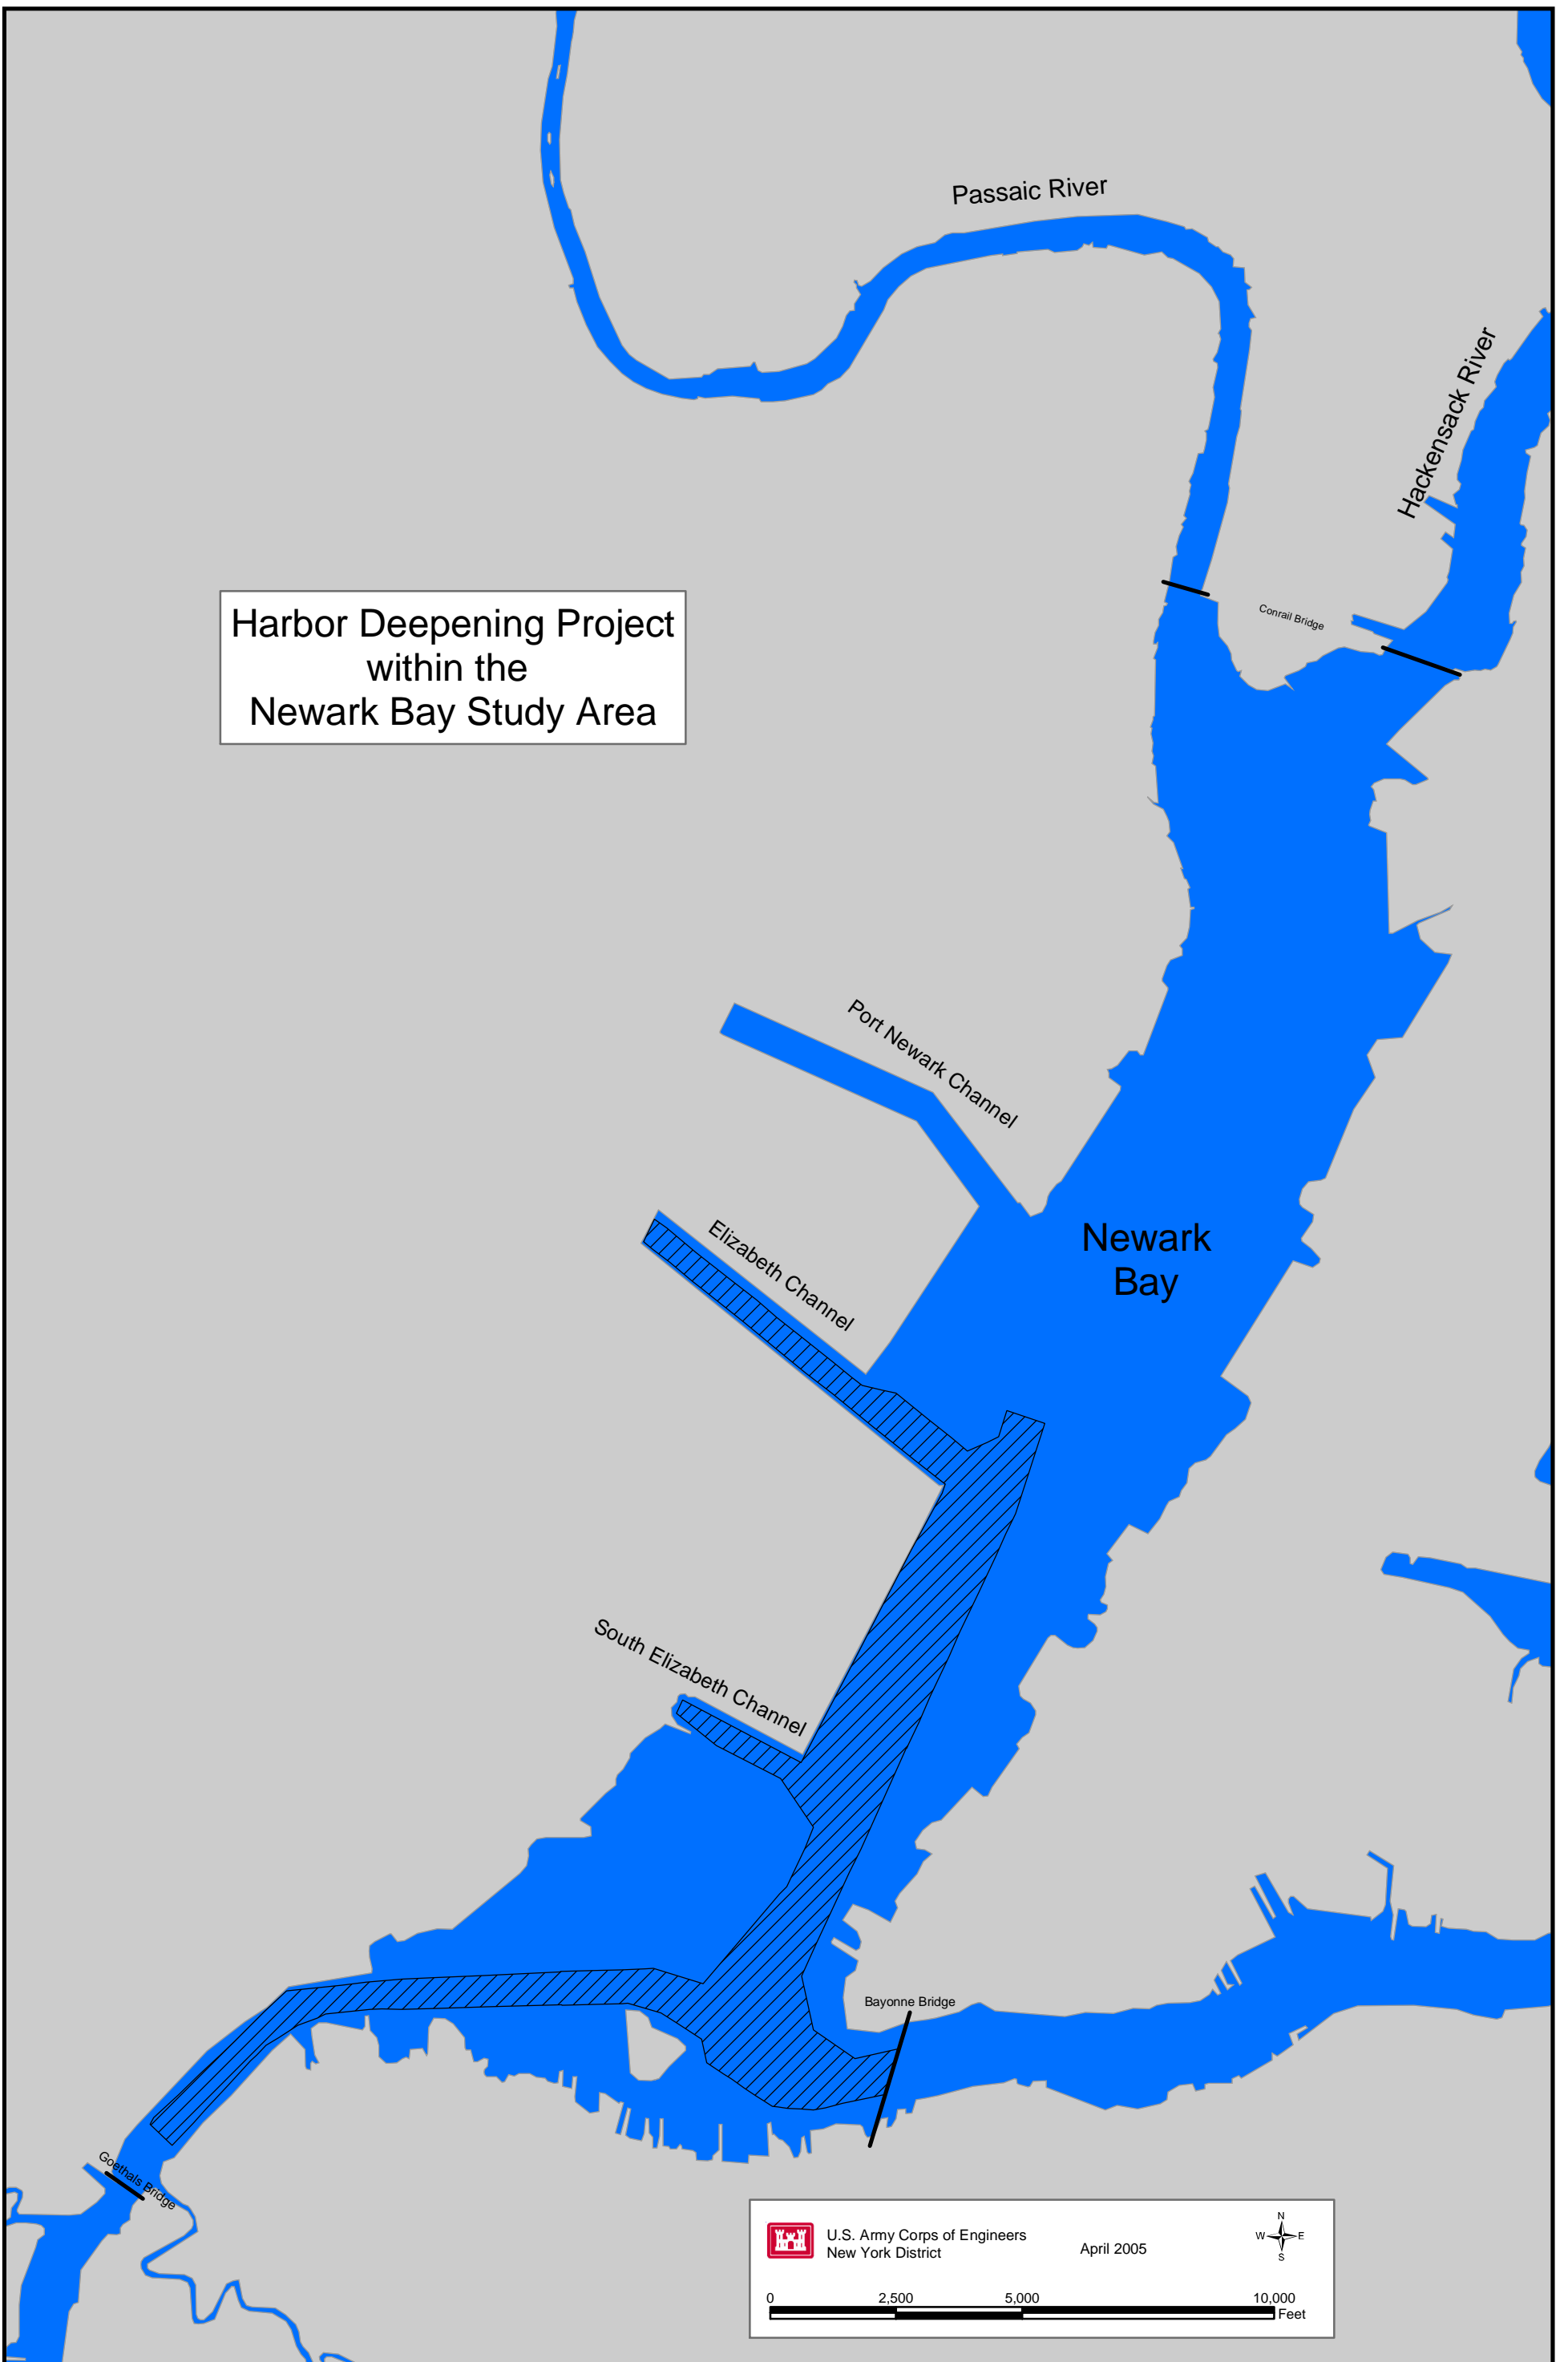 Passaic River
Hackensack River
Conrail Bridge
Harbor Deepening Project
within the
Newark Bay Study Area
Port Newark Channel
Elizabeth Channel
Newark
Bay
South Elizabeth Channel
Bayonne Bridge
Goethals Bridge
U.S. Army Corps of Engineers
New York District
April 2005
N
W E
S
0 2,500 5,000 10,000
Feet